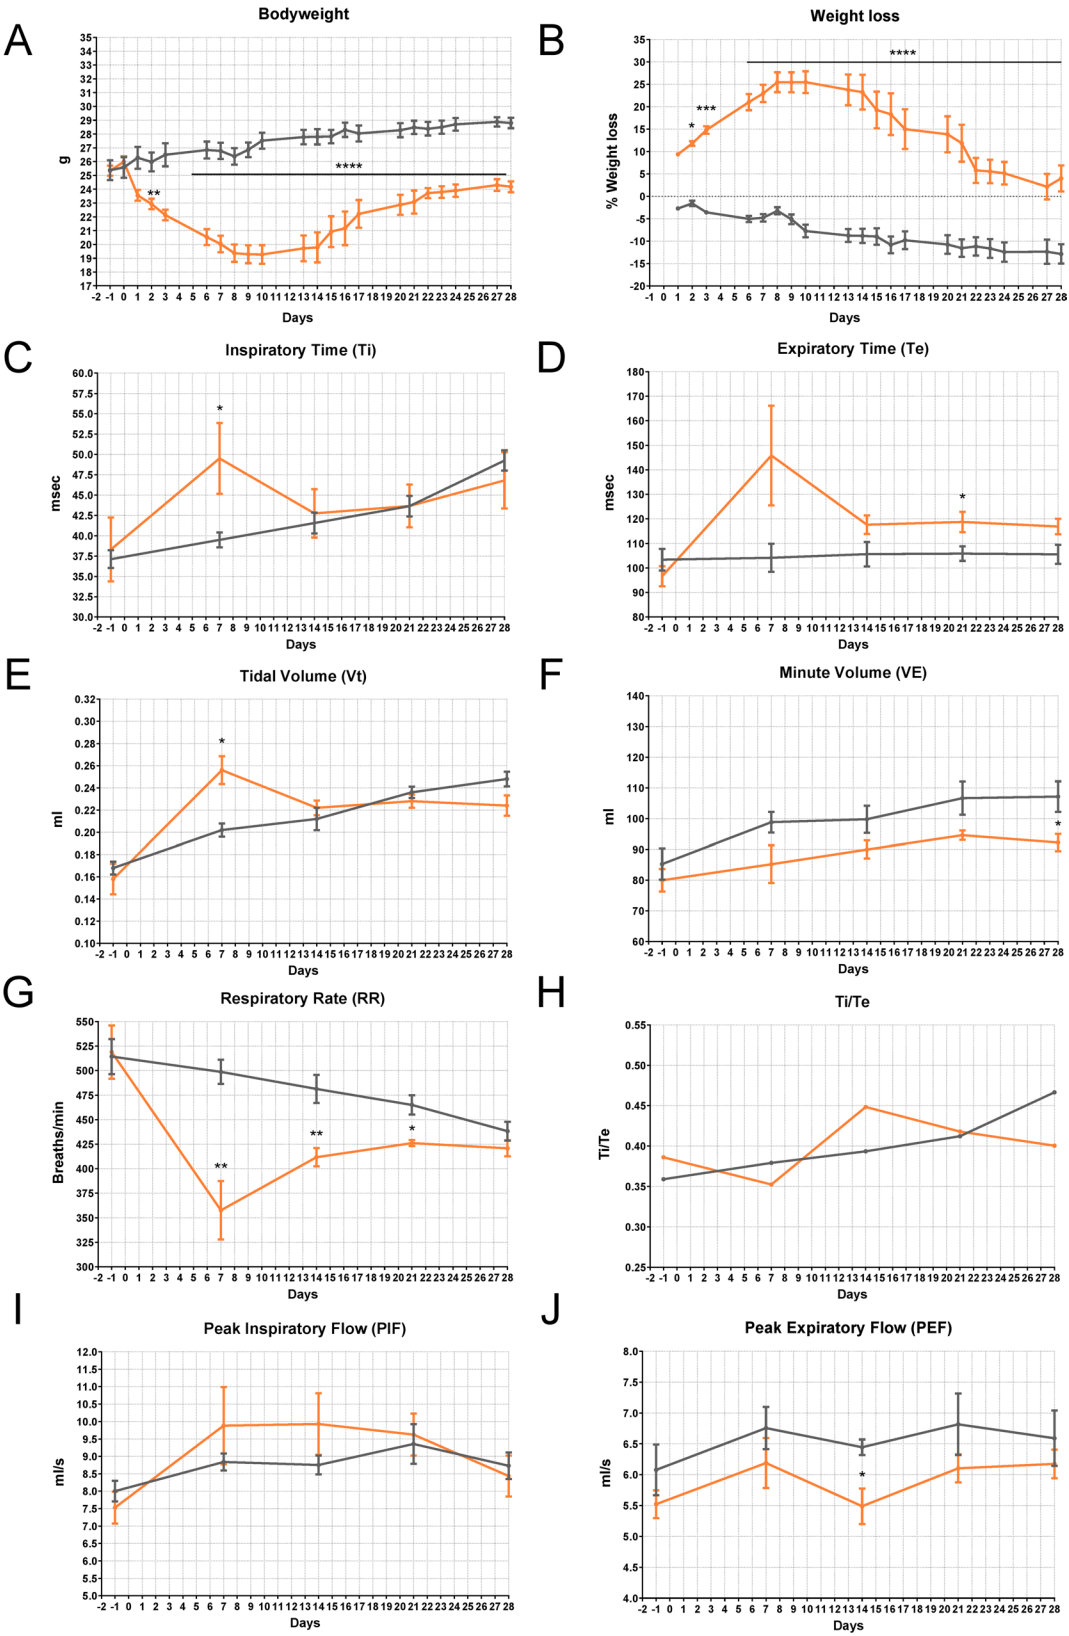 A
Bodyweight
35
34
33
32
31
30
29
28
27
26
25
24
23
22
21
20
19
18
17
g
**
****
-2 -1 0 1 2 3 4 5 6 7 8 9 10 11 12 13 14 15 16 17 18 19 20 21 22 23 24 25 26 27 28
Days
B
Weight loss
35
30
25
20
15
10
5
0
-5
-10
-15
-20
% Weight loss
*
***
****
-1 0 1 2 3 4 5 6 7 8 9 10 11 12 13 14 15 16 17 18 19 20 21 22 23 24 25 26 27 28
Days
C
Inspiratory Time (Ti)
60.0
57.5
55.0
52.5
50.0
47.5
45.0
42.5
40.0
37.5
35.0
32.5
30.0
msec
*
-2 -1 0 1 2 3 4 5 6 7 8 9 10 11 12 13 14 15 16 17 18 19 20 21 22 23 24 25 26 27 28
Days
D
Expiratory Time (Te)
180
170
160
150
140
130
120
110
100
90
80
msec
*
-2 -1 0 1 2 3 4 5 6 7 8 9 10 11 12 13 14 15 16 17 18 19 20 21 22 23 24 25 26 27 28
Days
E
Tidal Volume (Vt)
0.32
0.30
0.28
0.26
0.24
0.22
0.20
0.18
0.16
0.14
0.12
0.10
ml
*
-2 -1 0 1 2 3 4 5 6 7 8 9 10 11 12 13 14 15 16 17 18 19 20 21 22 23 24 25 26 27 28
Days
F
Minute Volume (VE)
140
130
120
110
100
90
80
70
60
ml
*
-2 -1 0 1 2 3 4 5 6 7 8 9 10 11 12 13 14 15 16 17 18 19 20 21 22 23 24 25 26 27 28
Days
G
Respiratory Rate (RR)
550
525
500
475
450
425
400
375
350
325
300
Breaths/min
**
**
*
-2 -1 0 1 2 3 4 5 6 7 8 9 10 11 12 13 14 15 16 17 18 19 20 21 22 23 24 25 26 27 28
Days
H
Ti/Te
0.55
0.50
0.45
0.40
0.35
0.30
0.25
Ti/Te
-2 -1 0 1 2 3 4 5 6 7 8 9 10 11 12 13 14 15 16 17 18 19 20 21 22 23 24 25 26 27 28
Days
I
Peak Inspiratory Flow (PIF)
12.0
11.5
11.0
10.5
10.0
9.5
9.0
8.5
8.0
7.5
7.0
6.5
6.0
5.5
5.0
ml/s
-2 -1 0 1 2 3 4 5 6 7 8 9 10 11 12 13 14 15 16 17 18 19 20 21 22 23 24 25 26 27 28
Days
J
Peak Expiratory Flow (PEF)
8.0
7.5
7.0
6.5
6.0
5.5
5.0
4.5
4.0
ml/s
*
-2 -1 0 1 2 3 4 5 6 7 8 9 10 11 12 13 14 15 16 17 18 19 20 21 22 23 24 25 26 27 28
Days